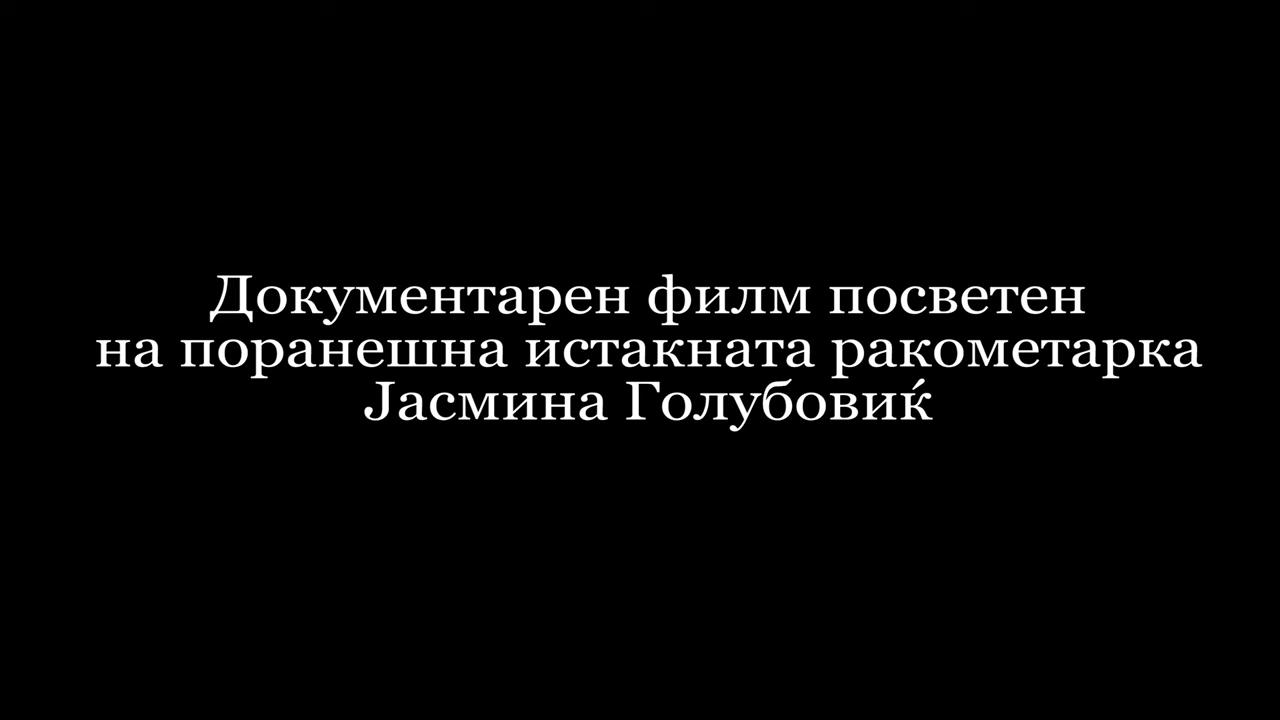 Документарен филм посветен
на поранешна истакната ракометарка
Јасмина Голубовиќ